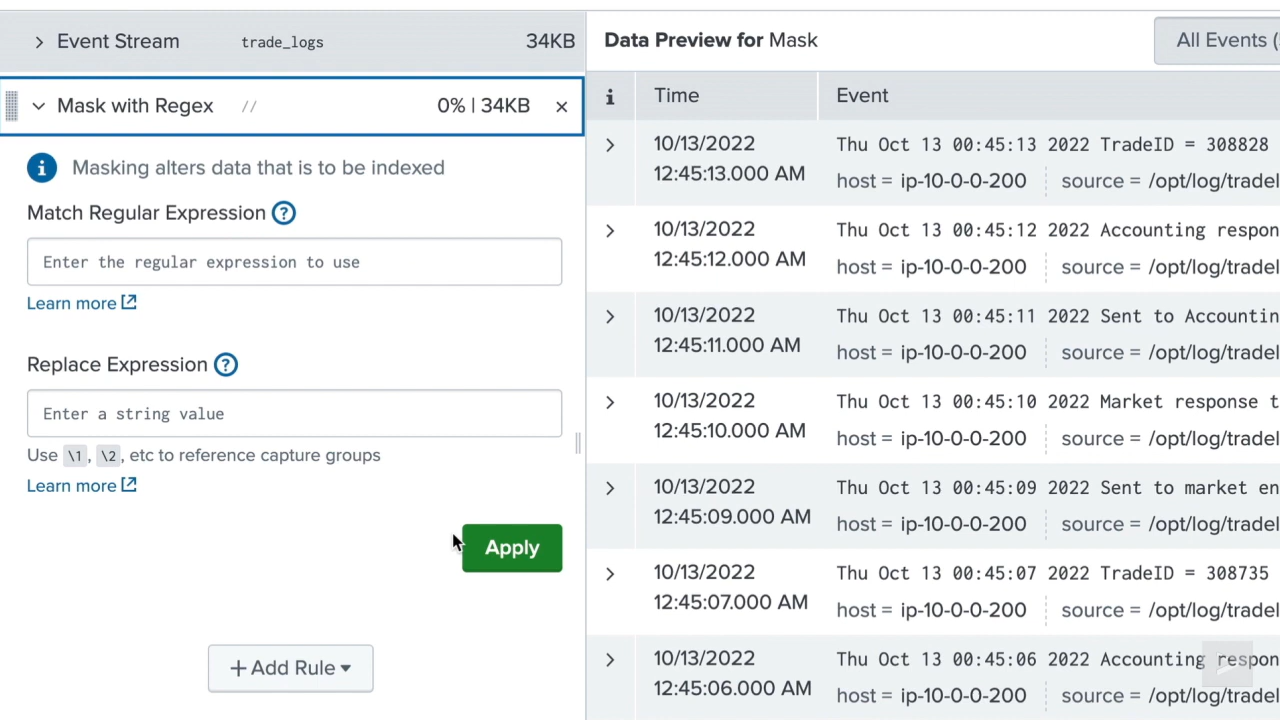 Event Stream trade_logs 34KB
Mask with Regex // 0% | 34KB ×
Masking alters data that is to be indexed
Match Regular Expression ?
Enter the regular expression to use
Learn more
Replace Expression ?
Enter a string value
Use \1, \2, etc to reference capture groups
Learn more
Apply
+ Add Rule
Data Preview for Mask
All Events (
i Time Event
10/13/2022
12:45:13.000 AM
Thu Oct 13 00:45:13 2022 TradeID = 308828
host = ip-10-0-0-200 source = /opt/log/tradel
10/13/2022
12:45:12.000 AM
Thu Oct 13 00:45:12 2022 Accounting respon
host = ip-10-0-0-200 source = /opt/log/tradel
10/13/2022
12:45:11.000 AM
Thu Oct 13 00:45:11 2022 Sent to Accountin
host = ip-10-0-0-200 source = /opt/log/tradel
10/13/2022
12:45:10.000 AM
Thu Oct 13 00:45:10 2022 Market response t
host = ip-10-0-0-200 source = /opt/log/tradel
10/13/2022
12:45:09.000 AM
Thu Oct 13 00:45:09 2022 Sent to market en
host = ip-10-0-0-200 source = /opt/log/tradel
10/13/2022
12:45:07.000 AM
Thu Oct 13 00:45:07 2022 TradeID = 308735
host = ip-10-0-0-200 source = /opt/log/tradel
10/13/2022
12:45:06.000 AM
Thu Oct 13 00:45:06 2022 Accounting respon
host = ip-10-0-0-200 source = /opt/log/tradel